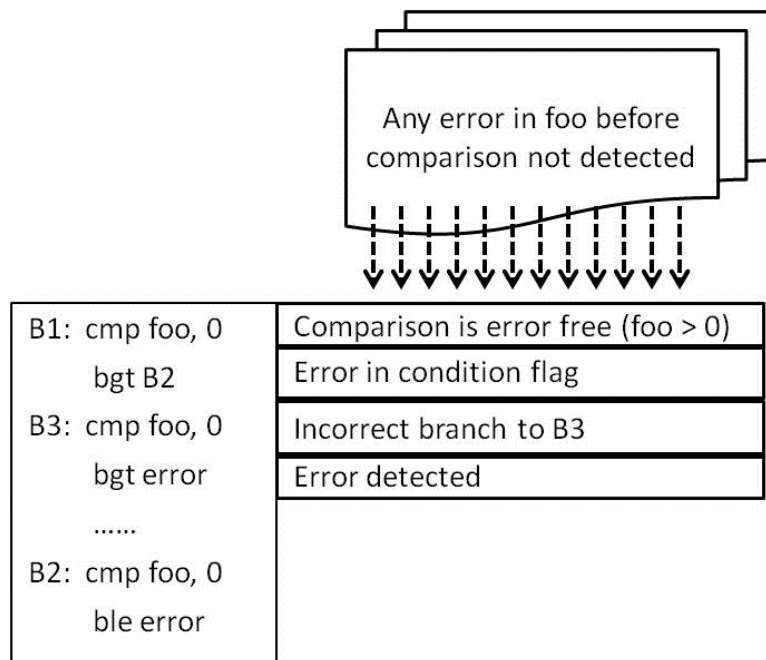 Any error in foo before
comparison not detected
B1: cmp foo, 0
Comparison is error free (foo > 0)
bgt B2
Error in condition flag
B3: cmp foo, 0
Incorrect branch to B3
bgt error
Error detected
......
B2: cmp foo, 0
ble error